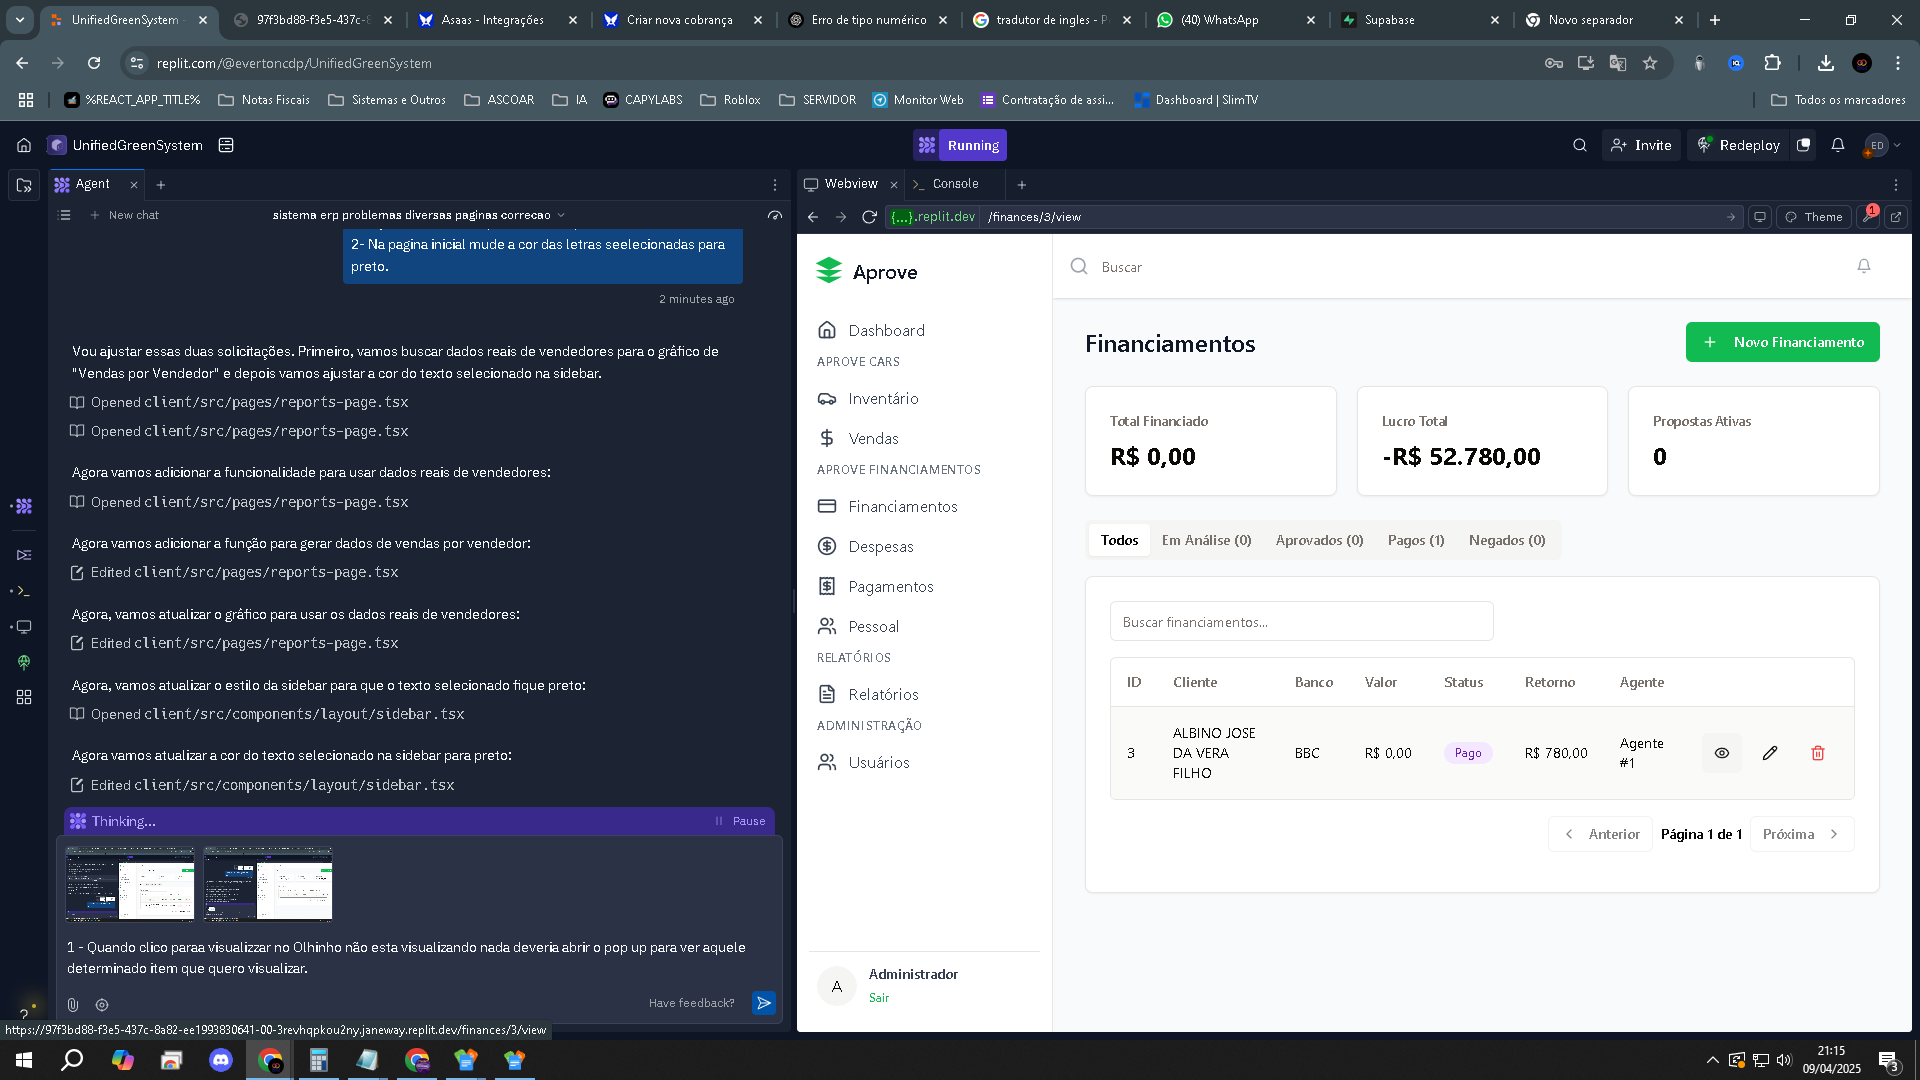 UnifiedGreenSystem -
97f3bd88-f3e5-437c-8
Asaas - Integrações
Criar nova cobrança
Erro de tipo numérico
tradutor de ingles - P
(40) WhatsApp
Supabase
Novo separador
replit.com/@evertoncdp/UnifiedGreenSystem
%REACT_APP_TITLE%
Notas Fiscais
Sistemas e Outros
ASCOAR
IA
CAPYLABS
Roblox
SERVIDOR
Monitor Web
Contratação de assi...
Dashboard | SlimTV
Todos os marcadores
UnifiedGreenSystem
Running
Invite
Redeploy
ED
Agent
New chat
sistema erp problemas diversas paginas correcao
2- Na pagina inicial mude a cor das letras seelecionadas para
preto.
2 minutes ago
Vou ajustar essas duas solicitações. Primeiro, vamos buscar dados reais de vendedores para o gráfico de
"Vendas por Vendedor" e depois vamos ajustar a cor do texto selecionado na sidebar.
Opened client/src/pages/reports-page.tsx
Opened client/src/pages/reports-page.tsx
Agora vamos adicionar a funcionalidade para usar dados reais de vendedores:
Opened client/src/pages/reports-page.tsx
Agora vamos adicionar a função para gerar dados de vendas por vendedor:
Edited client/src/pages/reports-page.tsx
Agora, vamos atualizar o gráfico para usar os dados reais de vendedores:
Edited client/src/pages/reports-page.tsx
Agora, vamos atualizar o estilo da sidebar para que o texto selecionado fique preto:
Opened client/src/components/layout/sidebar.tsx
Agora vamos atualizar a cor do texto selecionado na sidebar para preto:
Edited client/src/components/layout/sidebar.tsx
Thinking...
Pause
1 - Quando clico paraa visualizzar no Olhinho não esta visualizando nada deveria abrir o pop up para ver aquele
determinado item que quero visualizar.
Have feedback?
https://97f3bd88-f3e5-437c-8a82-ee1993830641-00-3revhqpkou2ny.janeway.replit.dev/finances/3/view
Webview
Console
{...}.replit.dev
/finances/3/view
Theme
1
Aprove
Dashboard
APROVE CARS
Inventário
Vendas
APROVE FINANCIAMENTOS
Financiamentos
Despesas
Pagamentos
Pessoal
RELATÓRIOS
Relatórios
ADMINISTRAÇÃO
Usuários
A
Administrador
Sair
Buscar
Financiamentos
Novo Financiamento
Total Financiado
R$ 0,00
Lucro Total
-R$ 52.780,00
Propostas Ativas
0
Todos
Em Análise (0)
Aprovados (0)
Pagos (1)
Negados (0)
Buscar financiamentos...
ID
Cliente
Banco
Valor
Status
Retorno
Agente
3
ALBINO JOSE
DA VERA
FILHO
BBC
R$ 0,00
Pago
R$ 780,00
Agente
#1
Anterior
Página 1 de 1
Próxima
21:15
09/04/2025
3